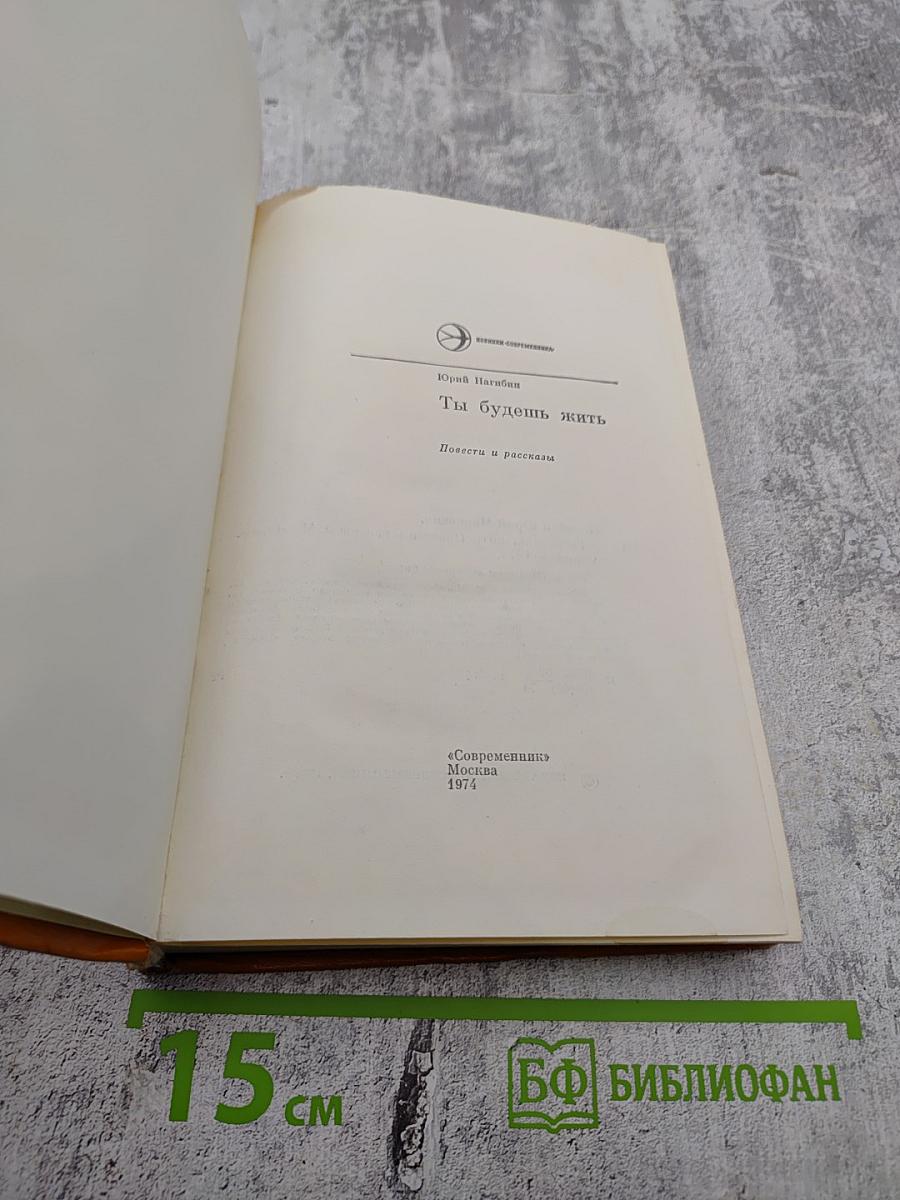 НОВИНКИ «СОВРЕМЕННИКА»
Юрий Нагибин
Ты будешь жить
Повести и рассказы
«Современник»
Москва
1974
15 см
БФ БИБЛИОФАН